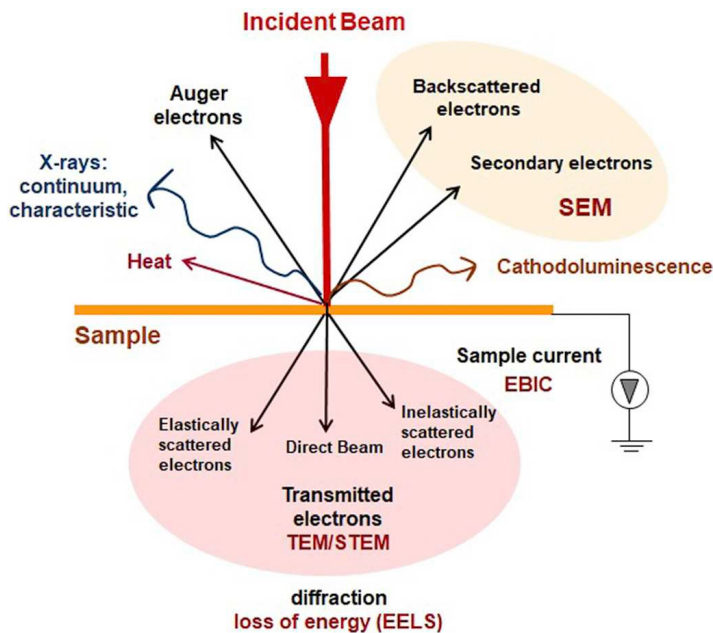 Incident Beam
Auger
electrons
Backscattered
electrons
X-rays:
continuum,
characteristic
Secondary electrons
SEM
Heat
Cathodoluminescence
Sample
Sample current
EBIC
Elastically
scattered
electrons
Direct Beam
Inelastically
scattered
electrons
Transmitted
electrons
TEM/STEM
diffraction
loss of energy (EELS)